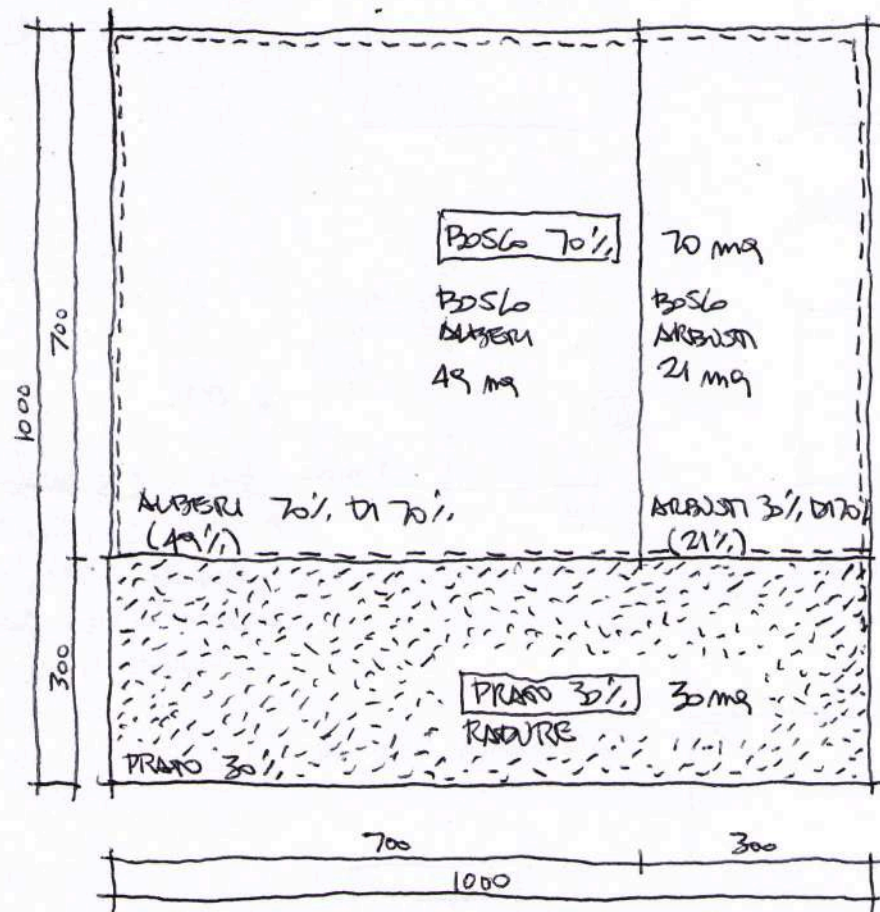 BOSCO 70%
70 mq
BOSCO
ALBERI
49 mq
BOSCO
ARBUSTI
21 mq
ALBERI 70% DI 70%
(49%)
ARBUSTI 30% DI 70%
(21%)
PRATO 30%
30 mq
RADURE
PRATO 30%
1000
700
300
700
300
1000